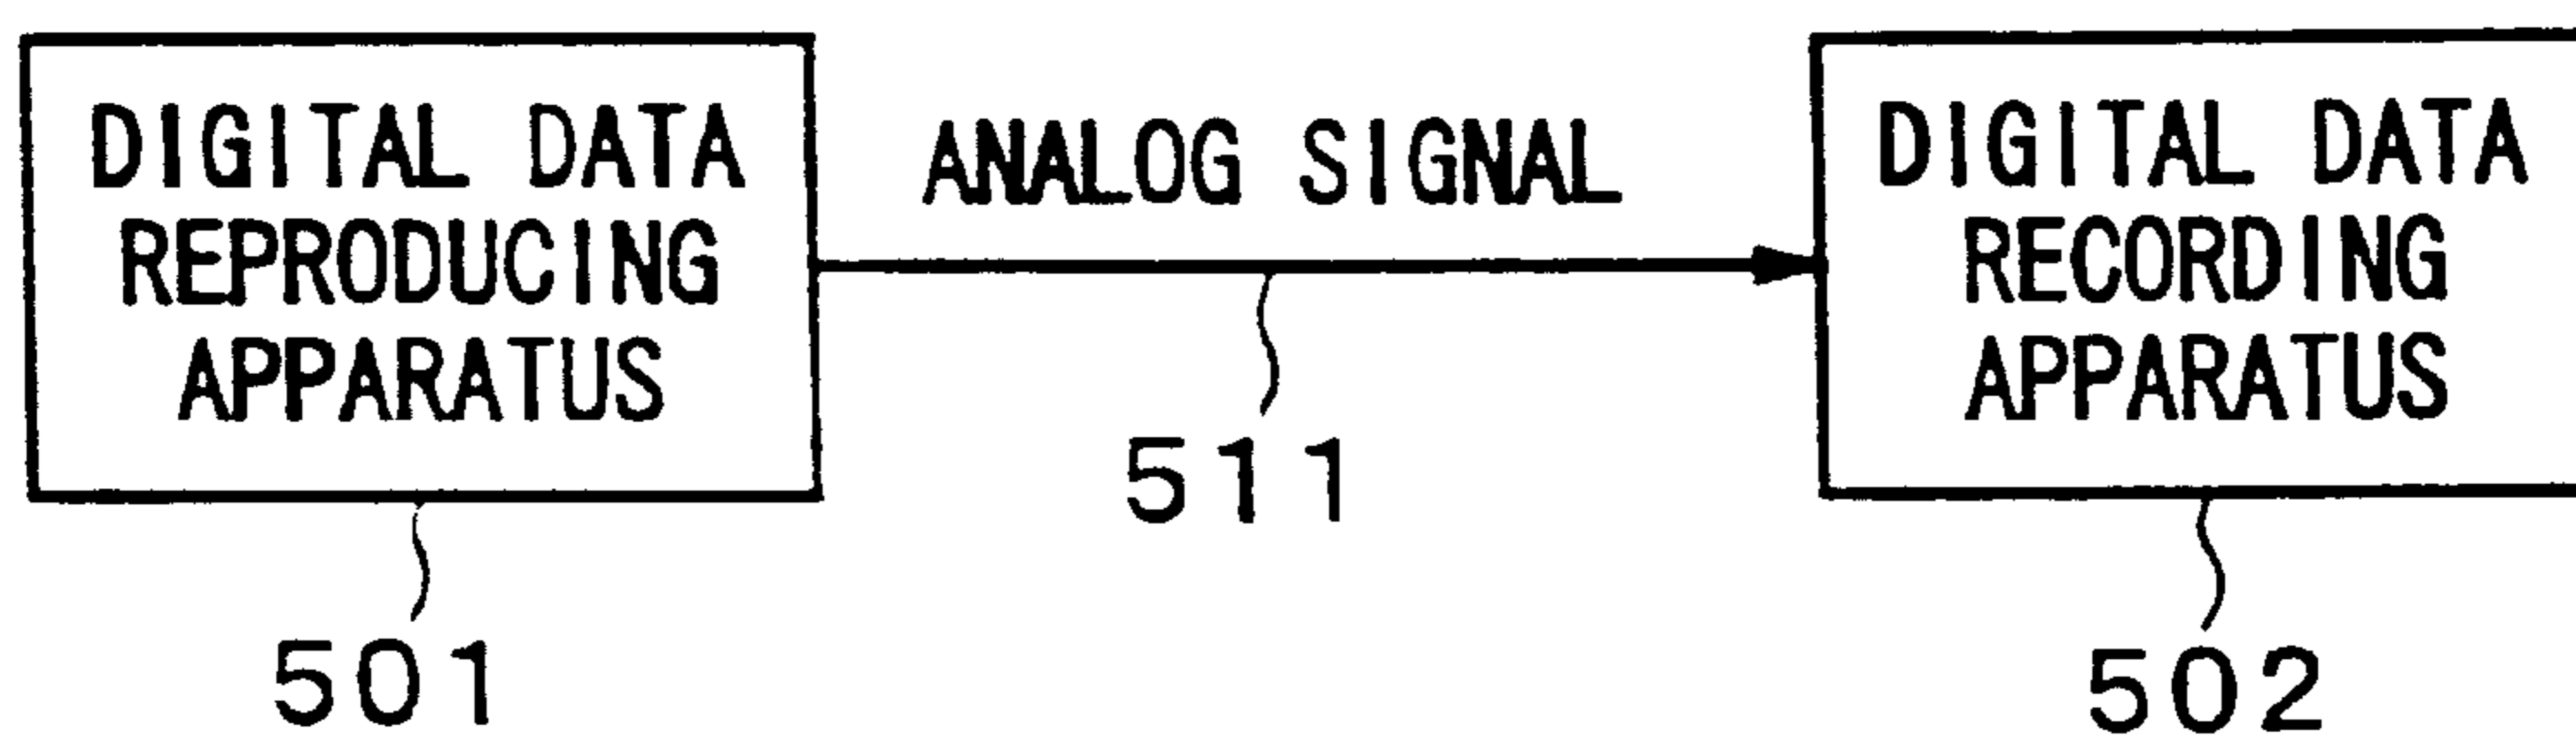 DIGITAL DATA
REPRODUCING
APPARATUS
501
ANALOG SIGNAL
511
DIGITAL DATA
RECORDING
APPARATUS
502